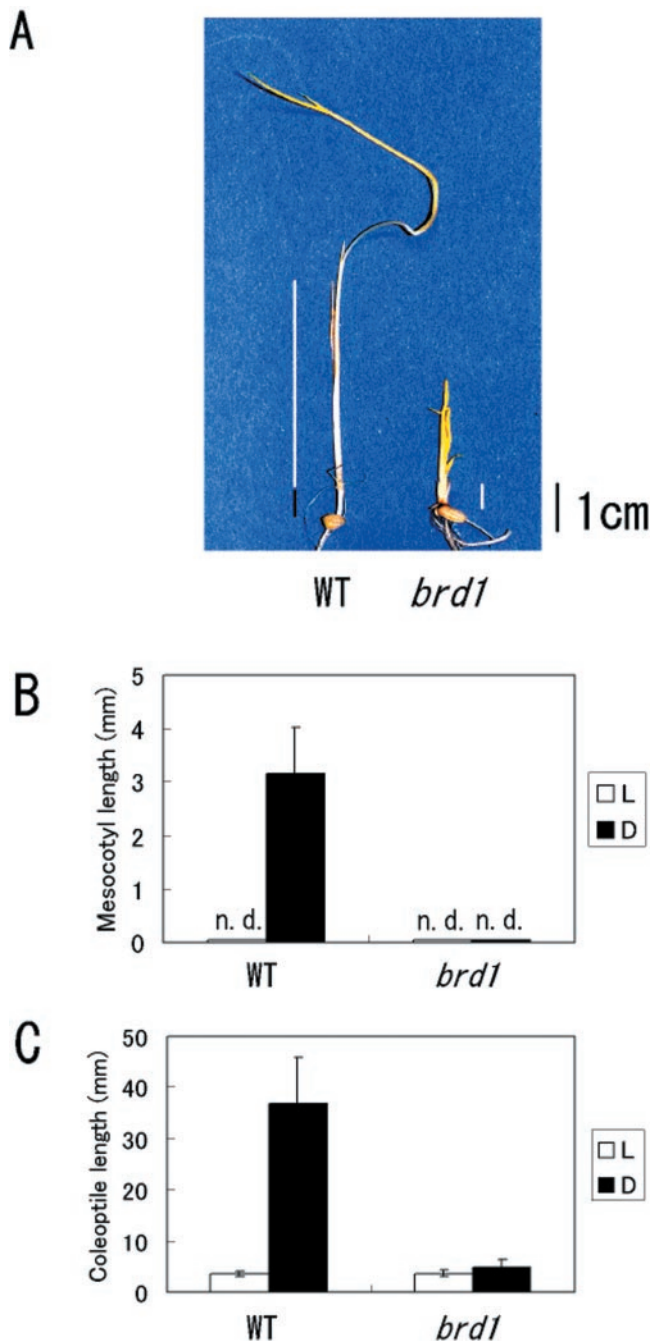 A
1cm
WT brd1
B
Mesocotyl length (mm)
5
4
3
2
1
0
n. d.
n. d. n. d.
WT brd1
L
D
C
Coleoptile length (mm)
50
40
30
20
10
0
WT brd1
L
D